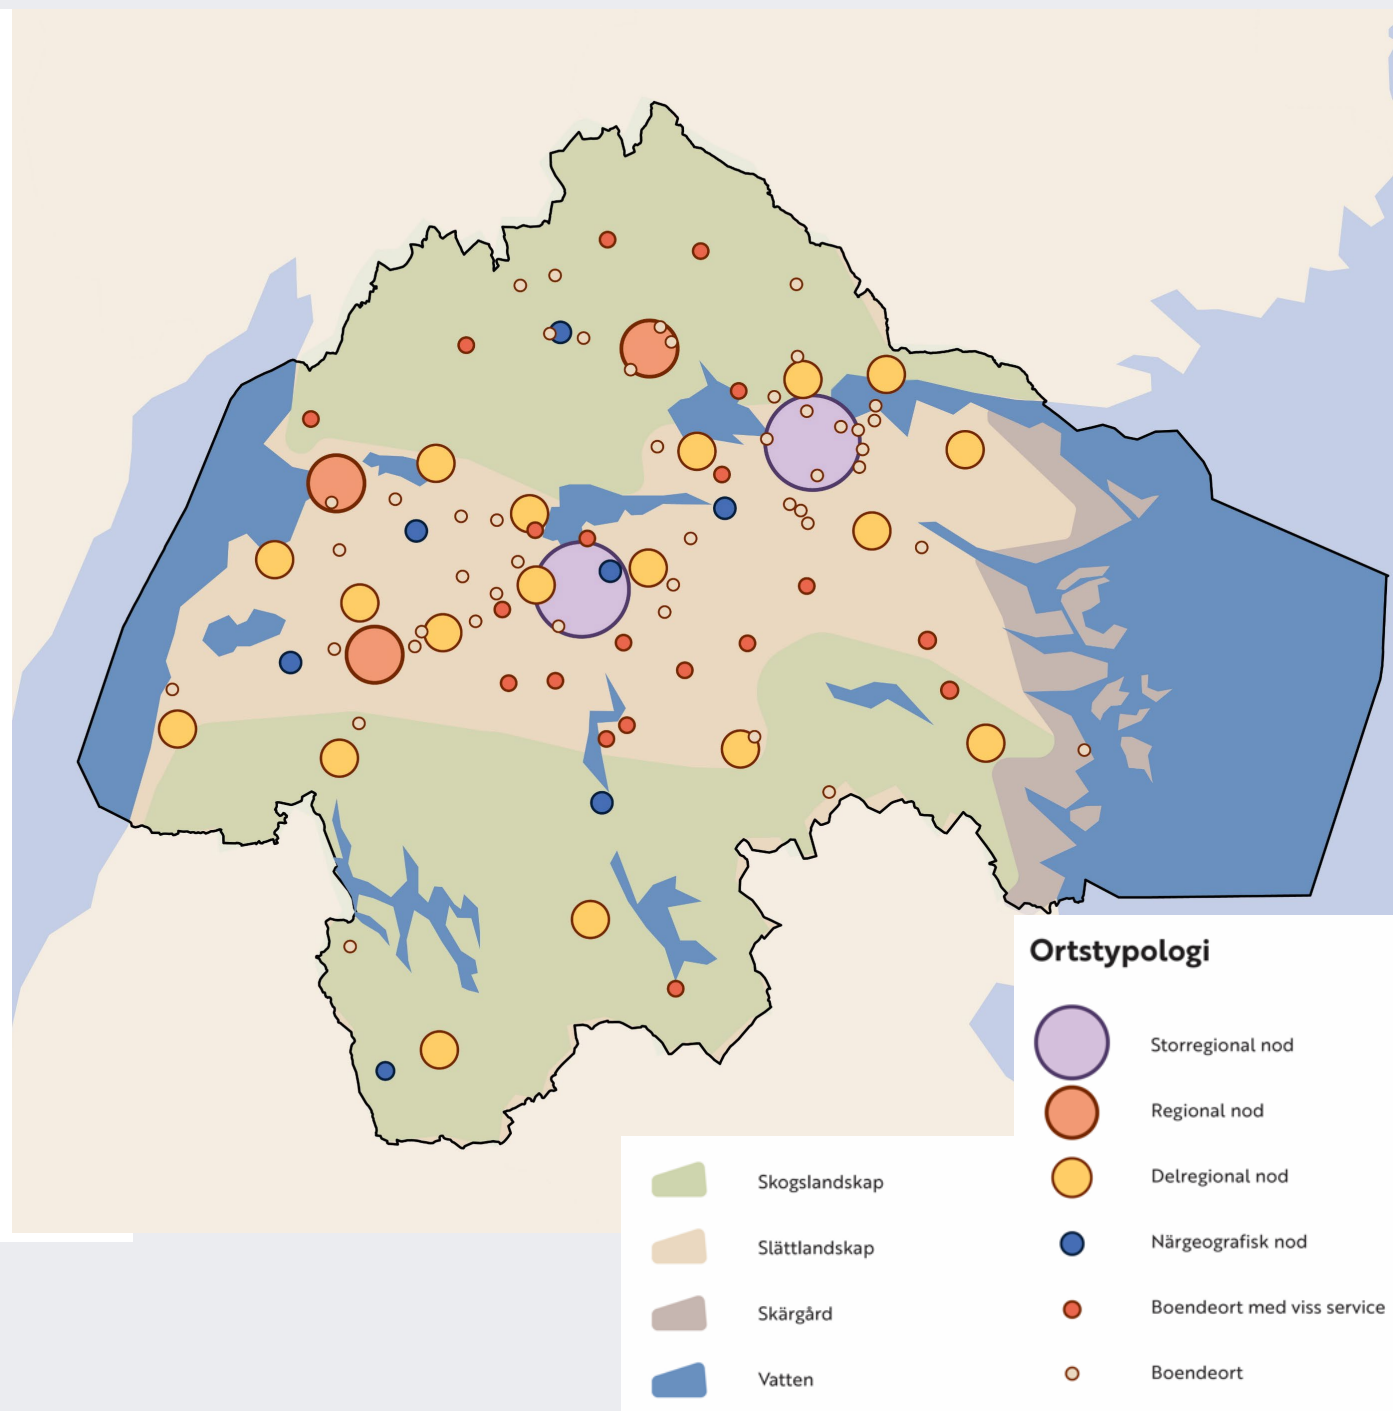 Ortstypologi
Storregional nod
Regional nod
Delregional nod
Närgeografisk nod
Boendeort med viss service
Boendeort
Skogslandskap
Slättlandskap
Skärgård
Vatten